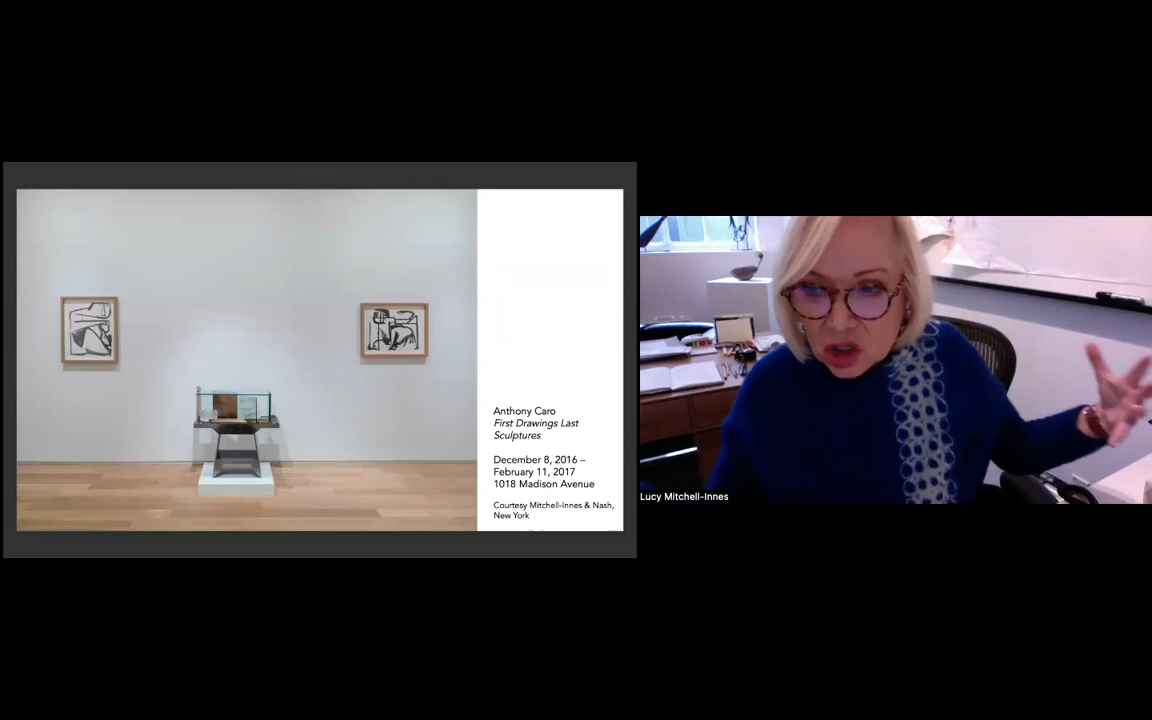 Anthony Caro
First Drawings Last
Sculptures
December 8, 2016 –
February 11, 2017
1018 Madison Avenue
Courtesy Mitchell-Innes & Nash,
New York
Lucy Mitchell-Innes